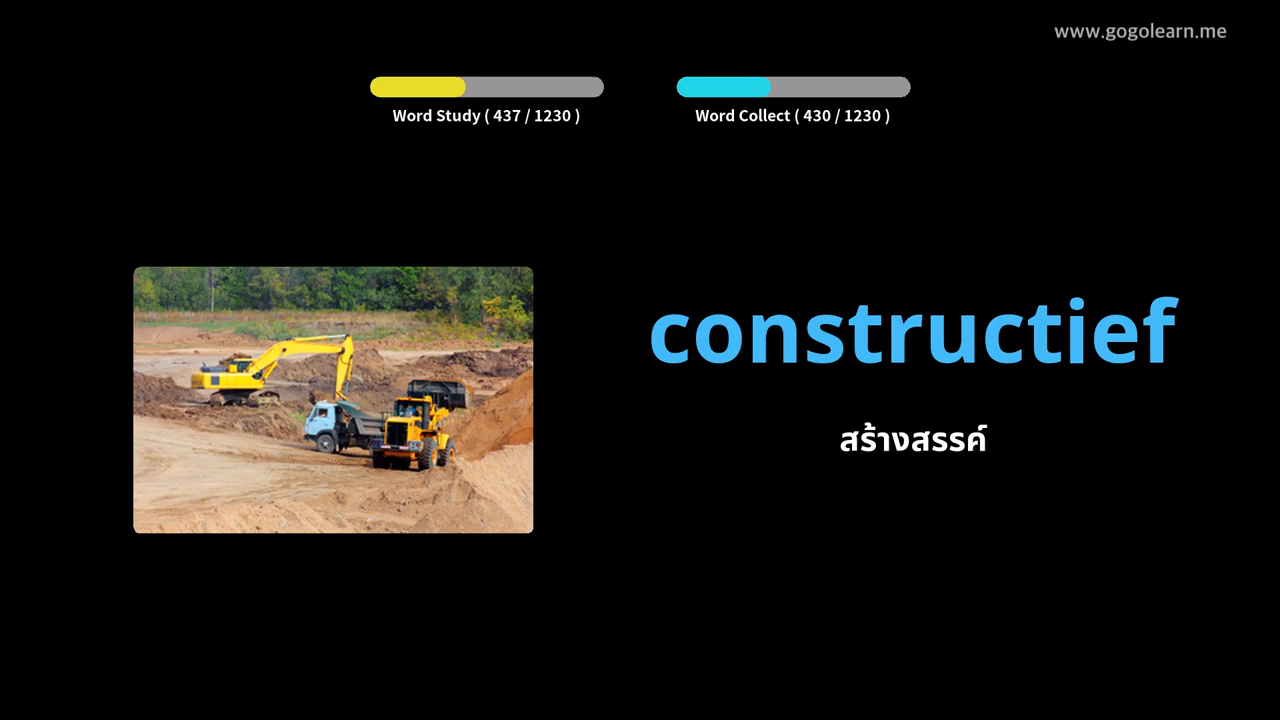 www.gogolearn.me
Word Study ( 437 / 1230 )
Word Collect ( 430 / 1230 )
constructief
สร้างสรรค์